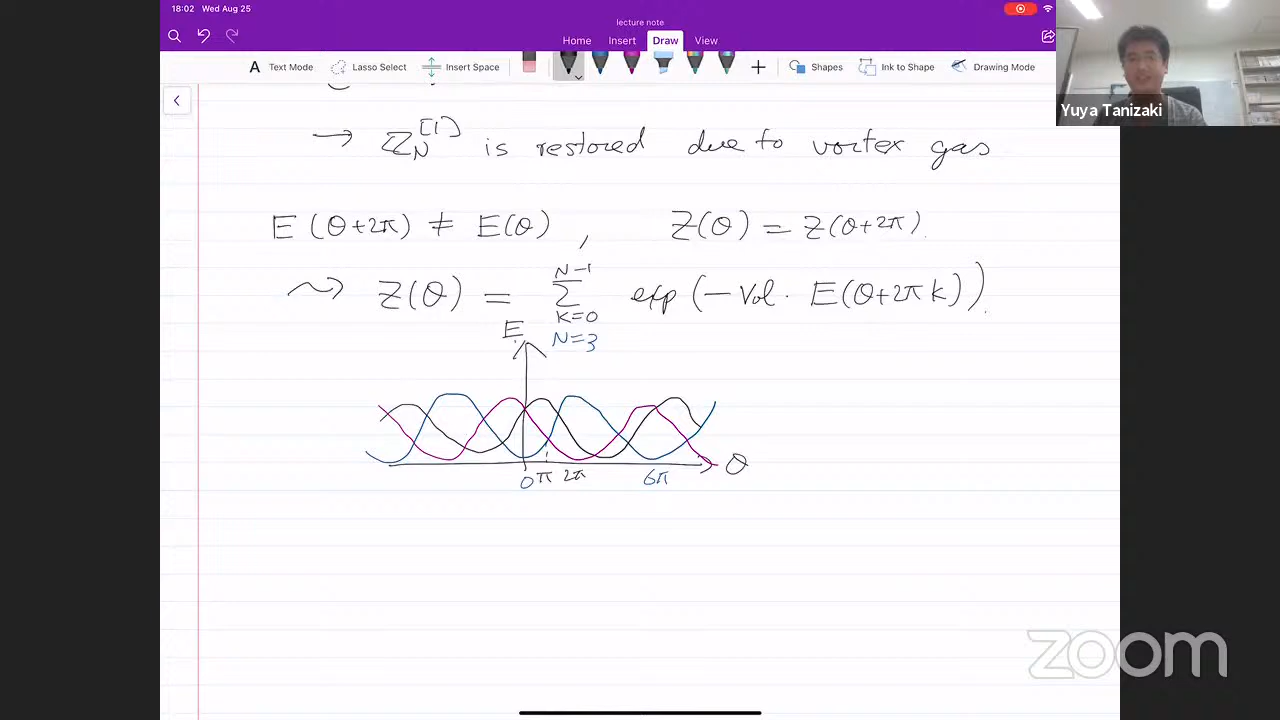 18:02 Wed Aug 25
lecture note
Home Insert Draw View
Text Mode Lasso Select Insert Space Shapes Ink to Shape Drawing Mode
Yuya Tanizaki
→ Z_N^[1] is restored due to vortex gas
E(θ+2π) ≠ E(θ), Z(θ) = Z(θ+2π).
⇝ Z(θ) = Σ_{k=0}^{N-1} exp(-Vol. E(θ+2πk)).
E N=3
0 π 2π 6π θ
zoom